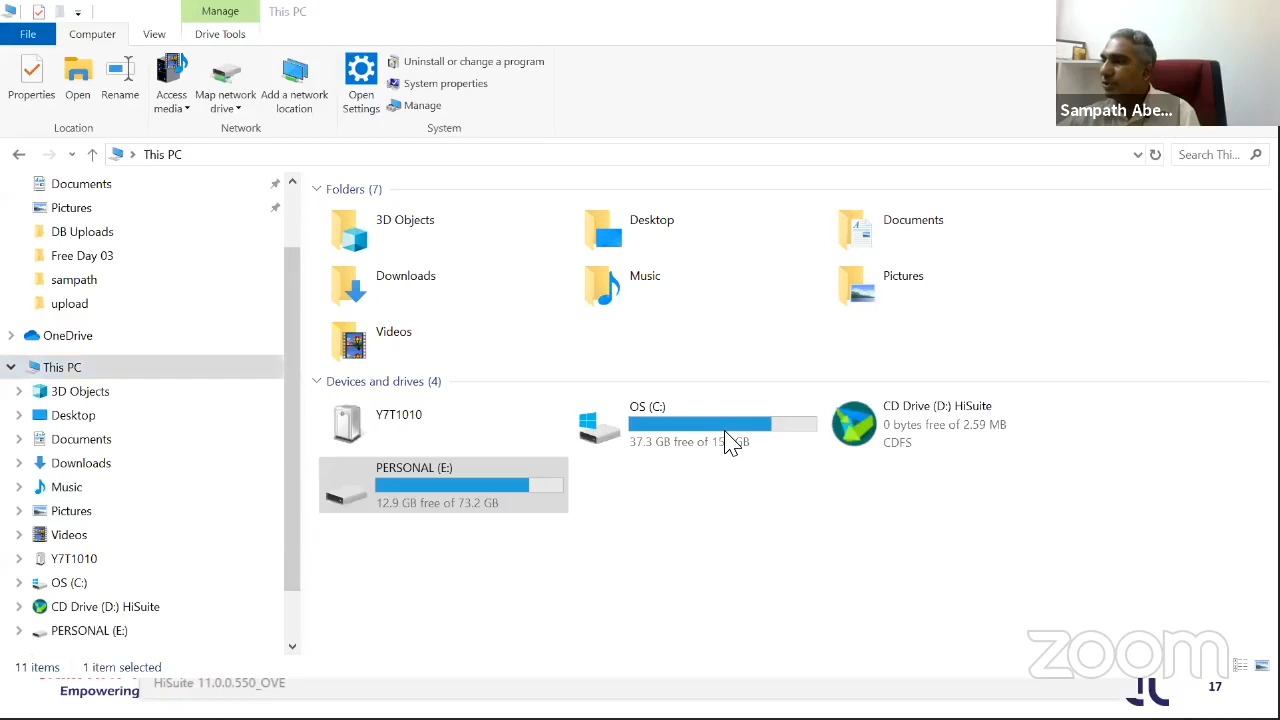 Manage
This PC
File
Computer
View
Drive Tools
Properties
Open
Rename
Access media
Map network drive
Add a network location
Open Settings
Uninstall or change a program
System properties
Manage
Location
Network
System
Sampath Abe...
This PC
Search Thi...
Documents
Pictures
DB Uploads
Free Day 03
sampath
upload
OneDrive
This PC
3D Objects
Desktop
Documents
Downloads
Music
Pictures
Videos
Y7T1010
OS (C:)
CD Drive (D:) HiSuite
PERSONAL (E:)
Folders (7)
3D Objects
Desktop
Documents
Downloads
Music
Pictures
Videos
Devices and drives (4)
Y7T1010
OS (C:)
37.3 GB free of
CD Drive (D:) HiSuite
0 bytes free of 2.59 MB
CDFS
PERSONAL (E:)
12.9 GB free of 73.2 GB
11 items
1 item selected
zoom
Empowering
HiSuite 11.0.0.550_OVE
17